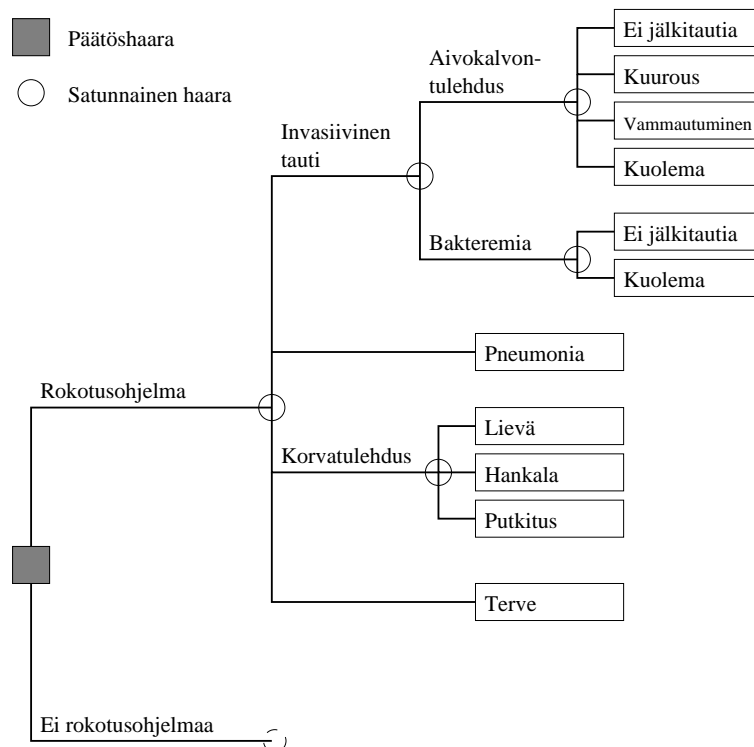 Päätöshaara
Satunnainen haara
Aivokalvon-
tulehdus
Ei jälkitautia
Kuurous
Vammautuminen
Kuolema
Invasiivinen
tauti
Bakteremia
Ei jälkitautia
Kuolema
Pneumonia
Rokotusohjelma
Korvatulehdus
Lievä
Hankala
Putkitus
Terve
Ei rokotusohjelmaa